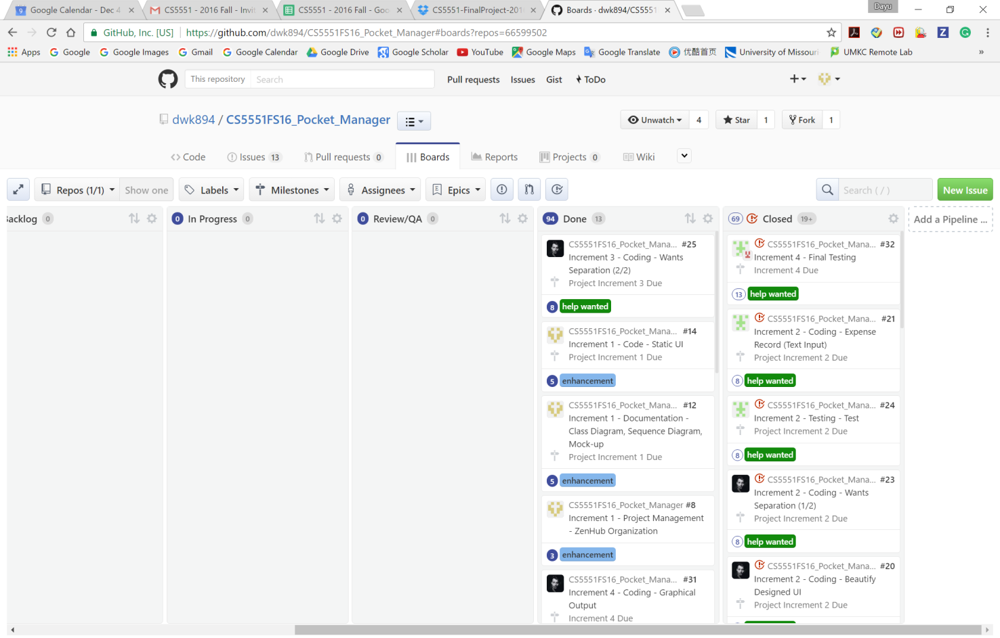 Google Calendar - Dec 4
CS5551 - 2016 Fall - Invit
CS5551 - 2016 Fall - Goo
CS5551-FinalProject-201
Boards · dwk894/CS5551
Dayu
GitHub, Inc. [US]
https://github.com/dwk894/CS5551FS16_Pocket_Manager#boards?repos=66599502
Apps
Google
Google Images
Gmail
Google Calendar
Google Drive
Google Scholar
YouTube
Google Maps
Google Translate
优酷首页
University of Missouri
UMKC Remote Lab
»
This repository
Search
Pull requests
Issues
Gist
ToDo
dwk894 / CS5551FS16_Pocket_Manager
Unwatch
4
Star
1
Fork
1
Code
Issues 13
Pull requests 0
Boards
Reports
Projects 0
Wiki
Repos (1/1)
Show one
Labels
Milestones
Assignees
Epics
Search ( / )
New Issue
Backlog 0
0 In Progress 0
0 Review/QA 0
94 Done 13
69 Closed 19+
Add a Pipeline ...
CS5551FS16_Pocket_Mana... #25
Increment 3 - Coding - Wants
Separation (2/2)
Project Increment 3 Due
8 help wanted
CS5551FS16_Pocket_Mana... #14
Increment 1 - Code - Static UI
Project Increment 1 Due
5 enhancement
CS5551FS16_Pocket_Mana... #12
Increment 1 - Documentation -
Class Diagram, Sequence Diagram,
Mock-up
Project Increment 1 Due
5 enhancement
CS5551FS16_Pocket_Manager #8
Increment 1 - Project Management
- ZenHub Organization
3 enhancement
CS5551FS16_Pocket_Mana... #31
Increment 4 - Coding - Graphical
Output
Increment 4 Due
CS5551FS16_Pocket_Mana... #32
Increment 4 - Final Testing
Increment 4 Due
13 help wanted
CS5551FS16_Pocket_Mana... #21
Increment 2 - Coding - Expense
Record (Text Input)
Project Increment 2 Due
8 help wanted
CS5551FS16_Pocket_Mana... #24
Increment 2 - Testing - Test
Project Increment 2 Due
8 help wanted
CS5551FS16_Pocket_Mana... #23
Increment 2 - Coding - Wants
Separation (1/2)
Project Increment 2 Due
8 help wanted
CS5551FS16_Pocket_Mana... #20
Increment 2 - Coding - Beautify
Designed UI
Project Increment 2 Due